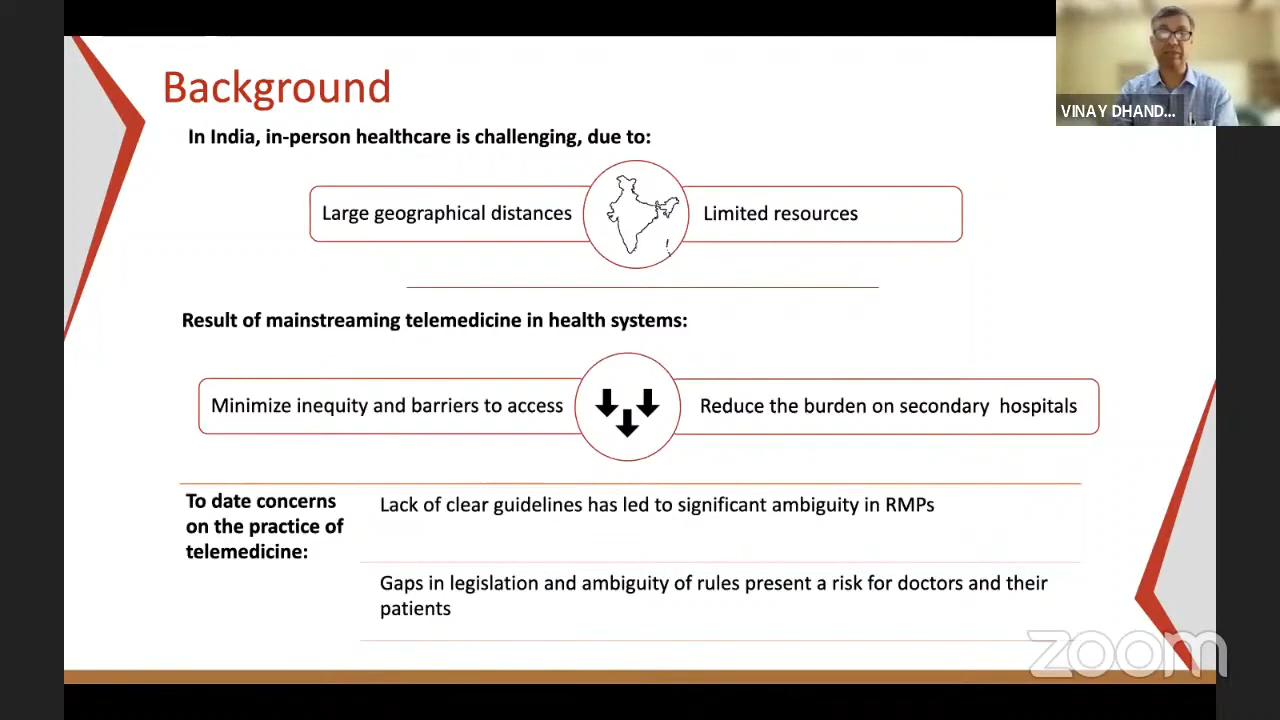 Background
VINAY DHAND...
In India, in-person healthcare is challenging, due to:
Large geographical distances
Limited resources
Result of mainstreaming telemedicine in health systems:
Minimize inequity and barriers to access
Reduce the burden on secondary hospitals
To date concerns
on the practice of
telemedicine:
Lack of clear guidelines has led to significant ambiguity in RMPs
Gaps in legislation and ambiguity of rules present a risk for doctors and their
patients
zoom